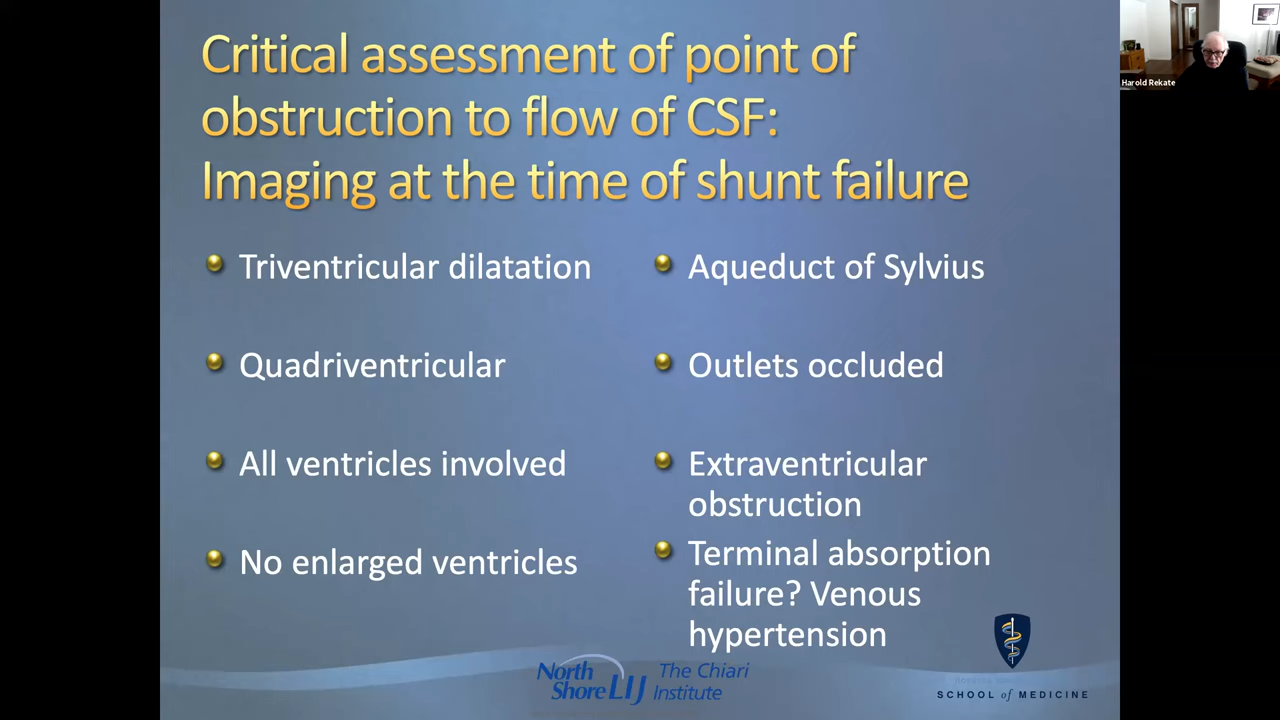 Critical assessment of point of
obstruction to flow of CSF:
Imaging at the time of shunt failure
Triventricular dilatation
Quadriventricular
All ventricles involved
No enlarged ventricles
Aqueduct of Sylvius
Outlets occluded
Extraventricular
obstruction
Terminal absorption
failure? Venous
hypertension
North
Shore LIJ
The Chiari
Institute
SCHOOL of MEDICINE
Harold Rekate